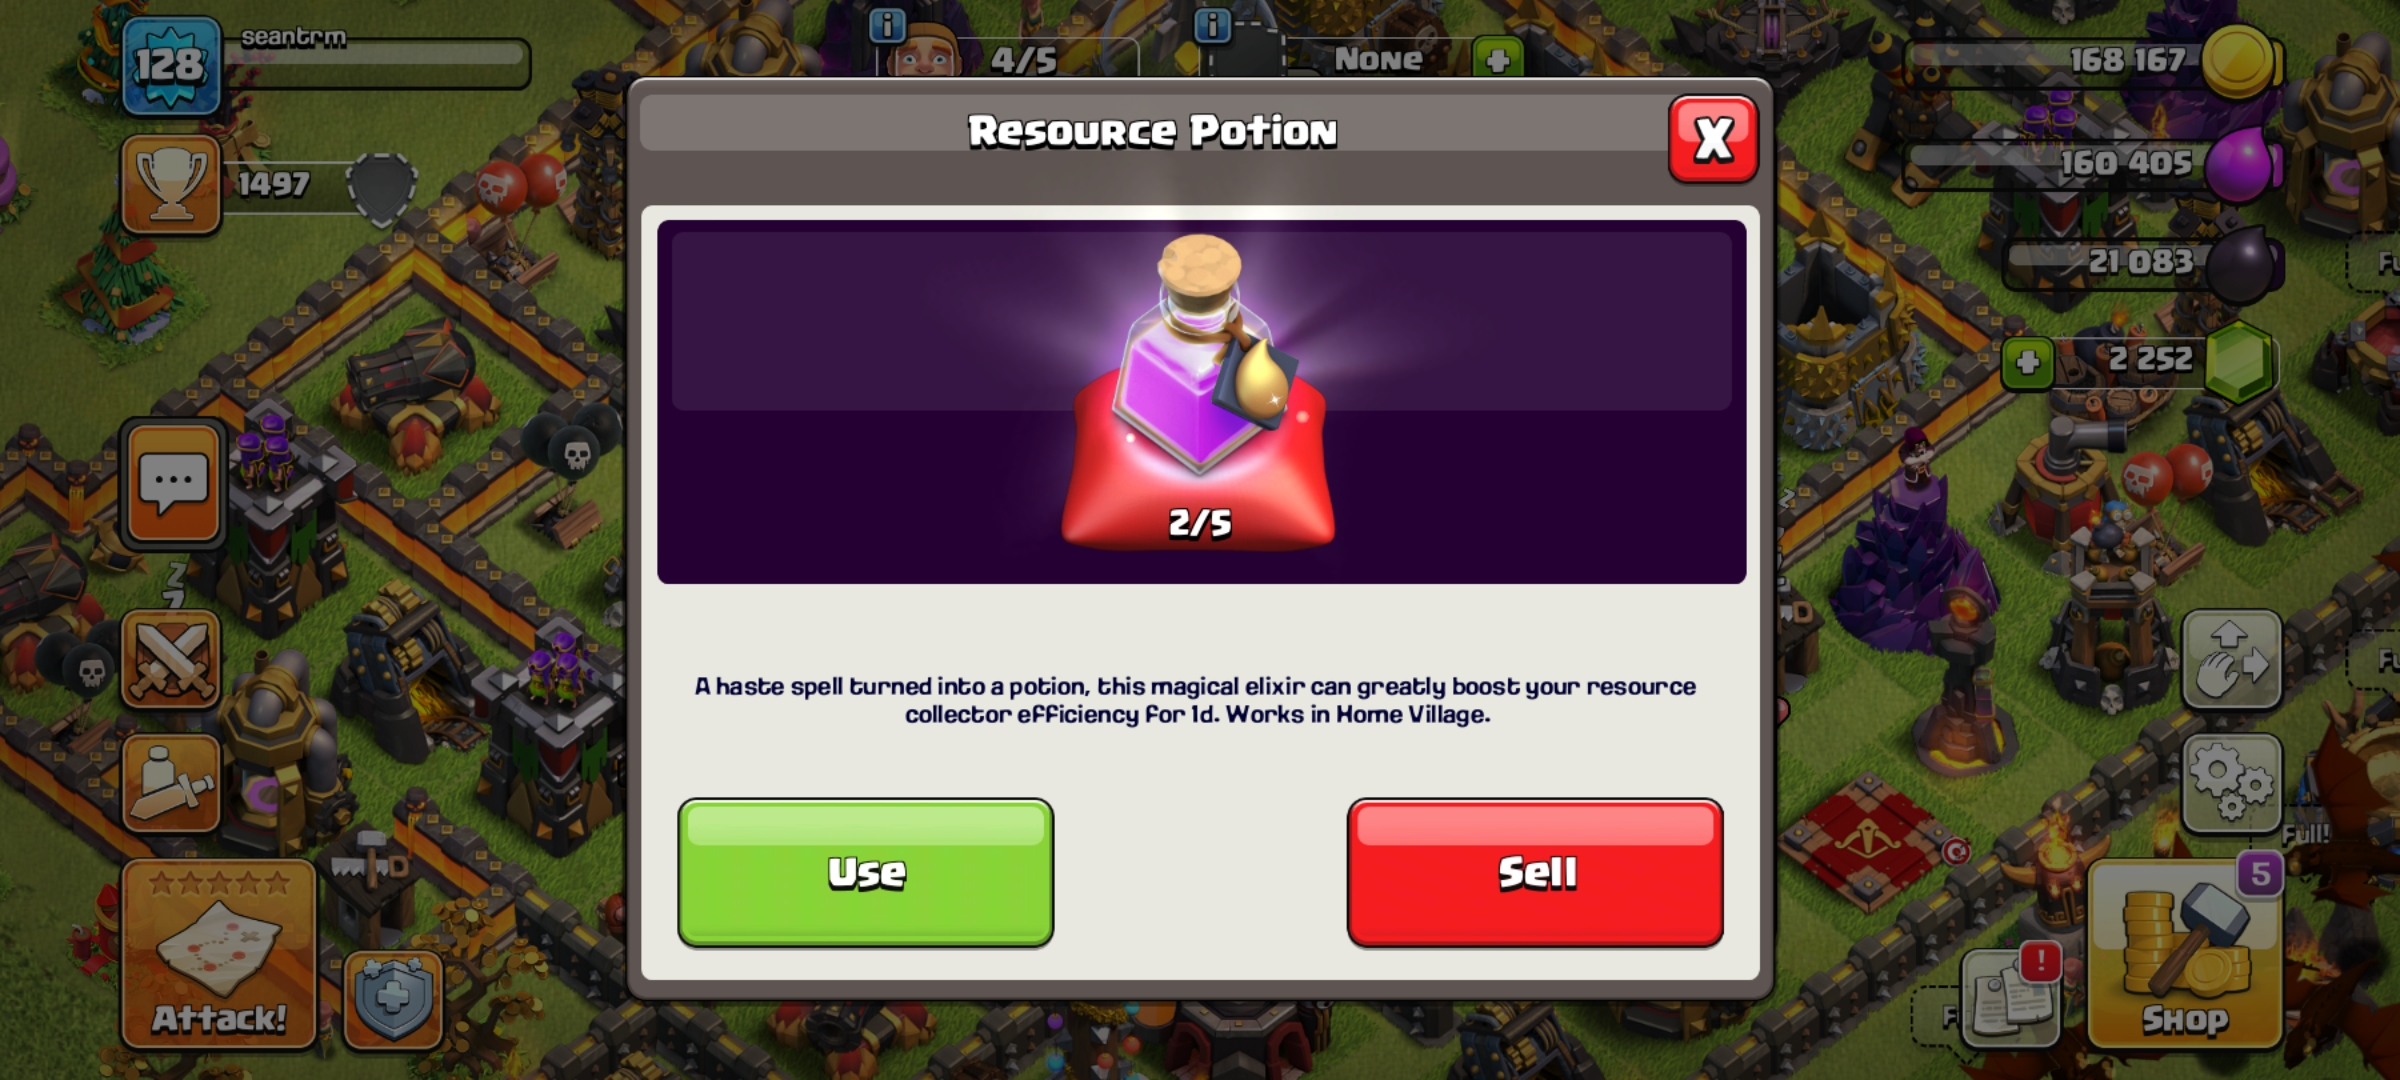 128
seantrm
4/5
None
168 167
1497
Resource Potion
X
160 405
21 083
2 252
2/5
A haste spell turned into a potion, this magical elixir can greatly boost your resource
collector efficiency for 1d. Works in Home Village.
Use
Sell
Full!
5
!
Attack!
Shop